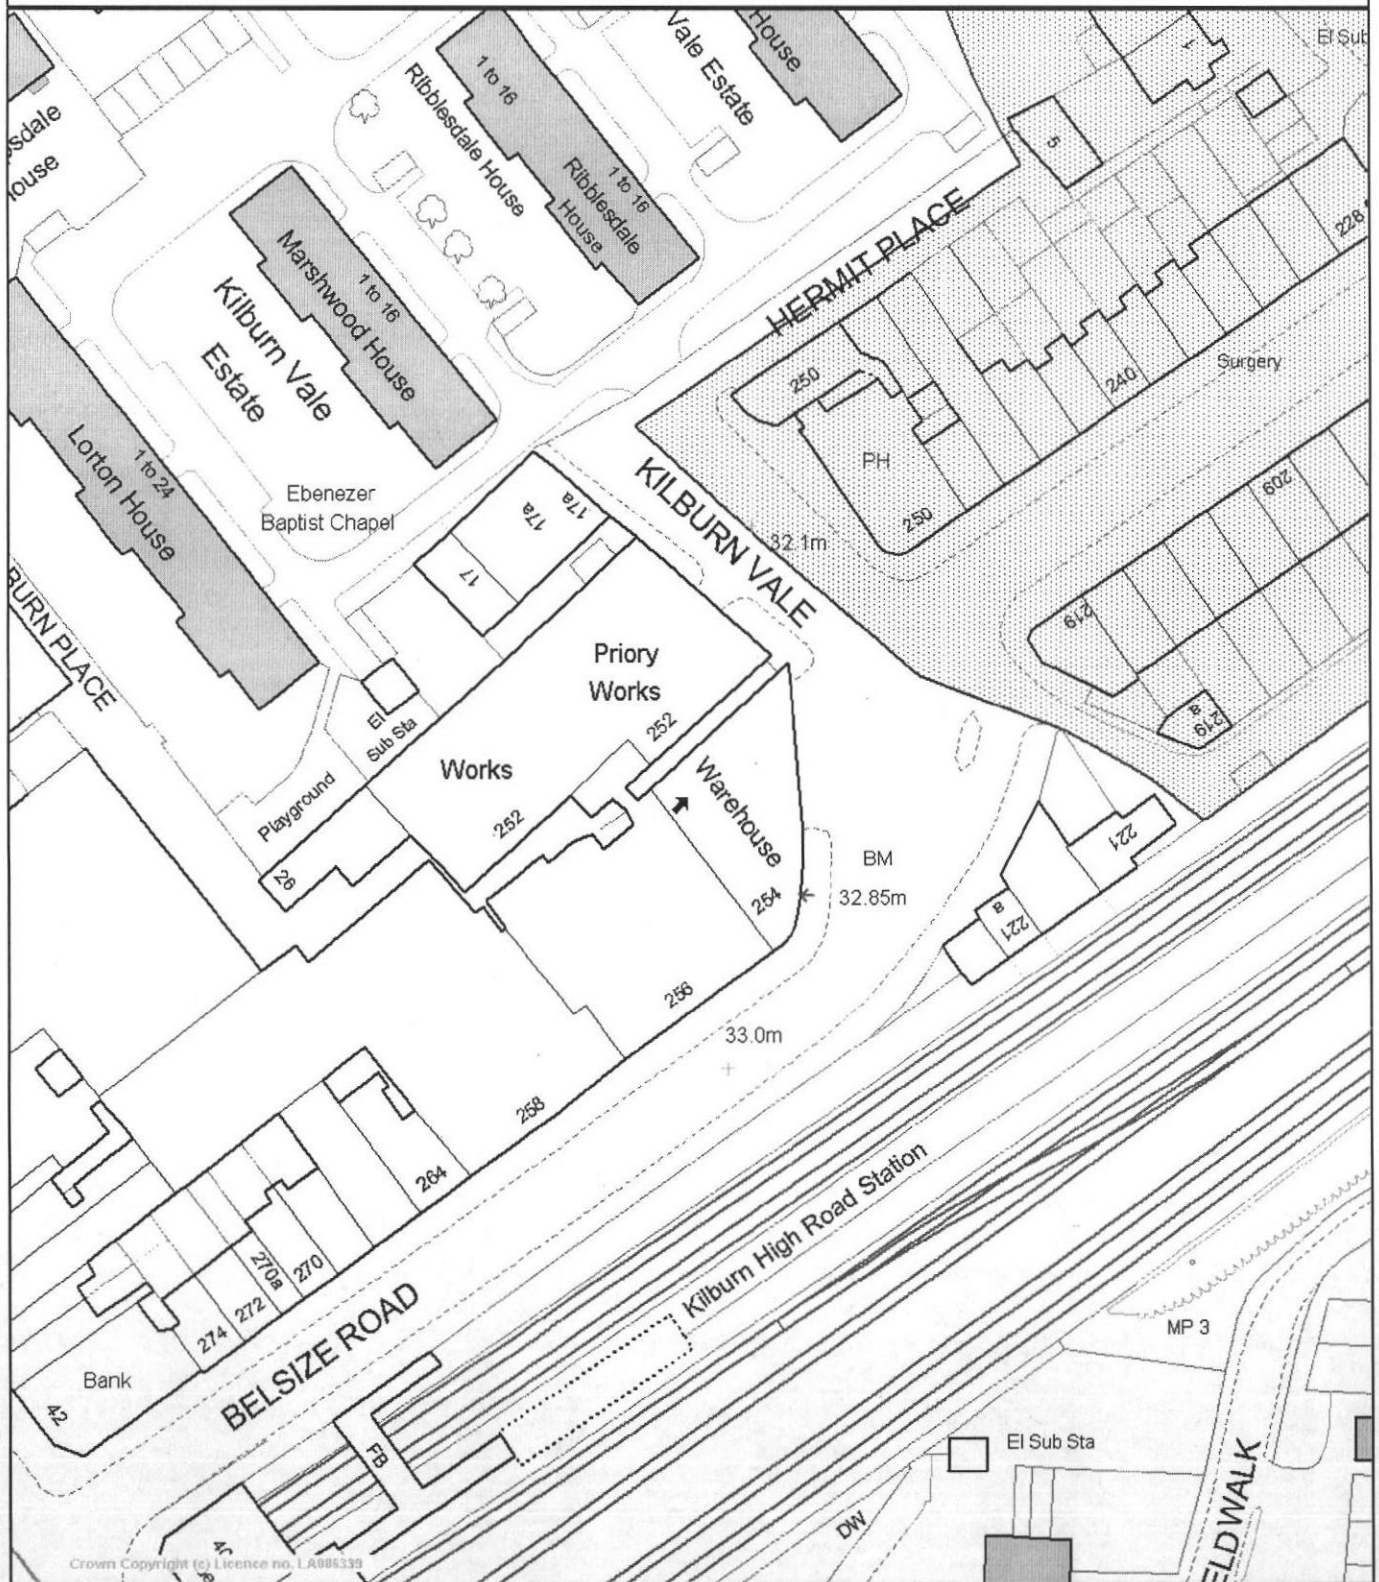 El Sub
1
House
Vale Estate
1 to 16
Ribblesdale House
1 to 16
Ribblesdale
House
5
HERMIT PLACE
228
Marshwood House
1 to 16
Kilburn Vale
Estate
250
240
Surgery
PH
250
KILBURN VALE
32.1m
209
219
219
a
Lorton House
1 to 24
Ebenezer
Baptist Chapel
17a
17a
17
BURN PLACE
Priory
Works
252
El
Sub Sta
Works
252
Playground
26
Warehouse
254
BM
32.85m
221
221
a
256
33.0m
258
264
270
270a
272
274
Bank
42
BELSIZE ROAD
Kilburn High Road Station
FB
MP 3
El Sub Sta
DW
ELDWALK
Crown Copyright (c) Licence no. LA086339